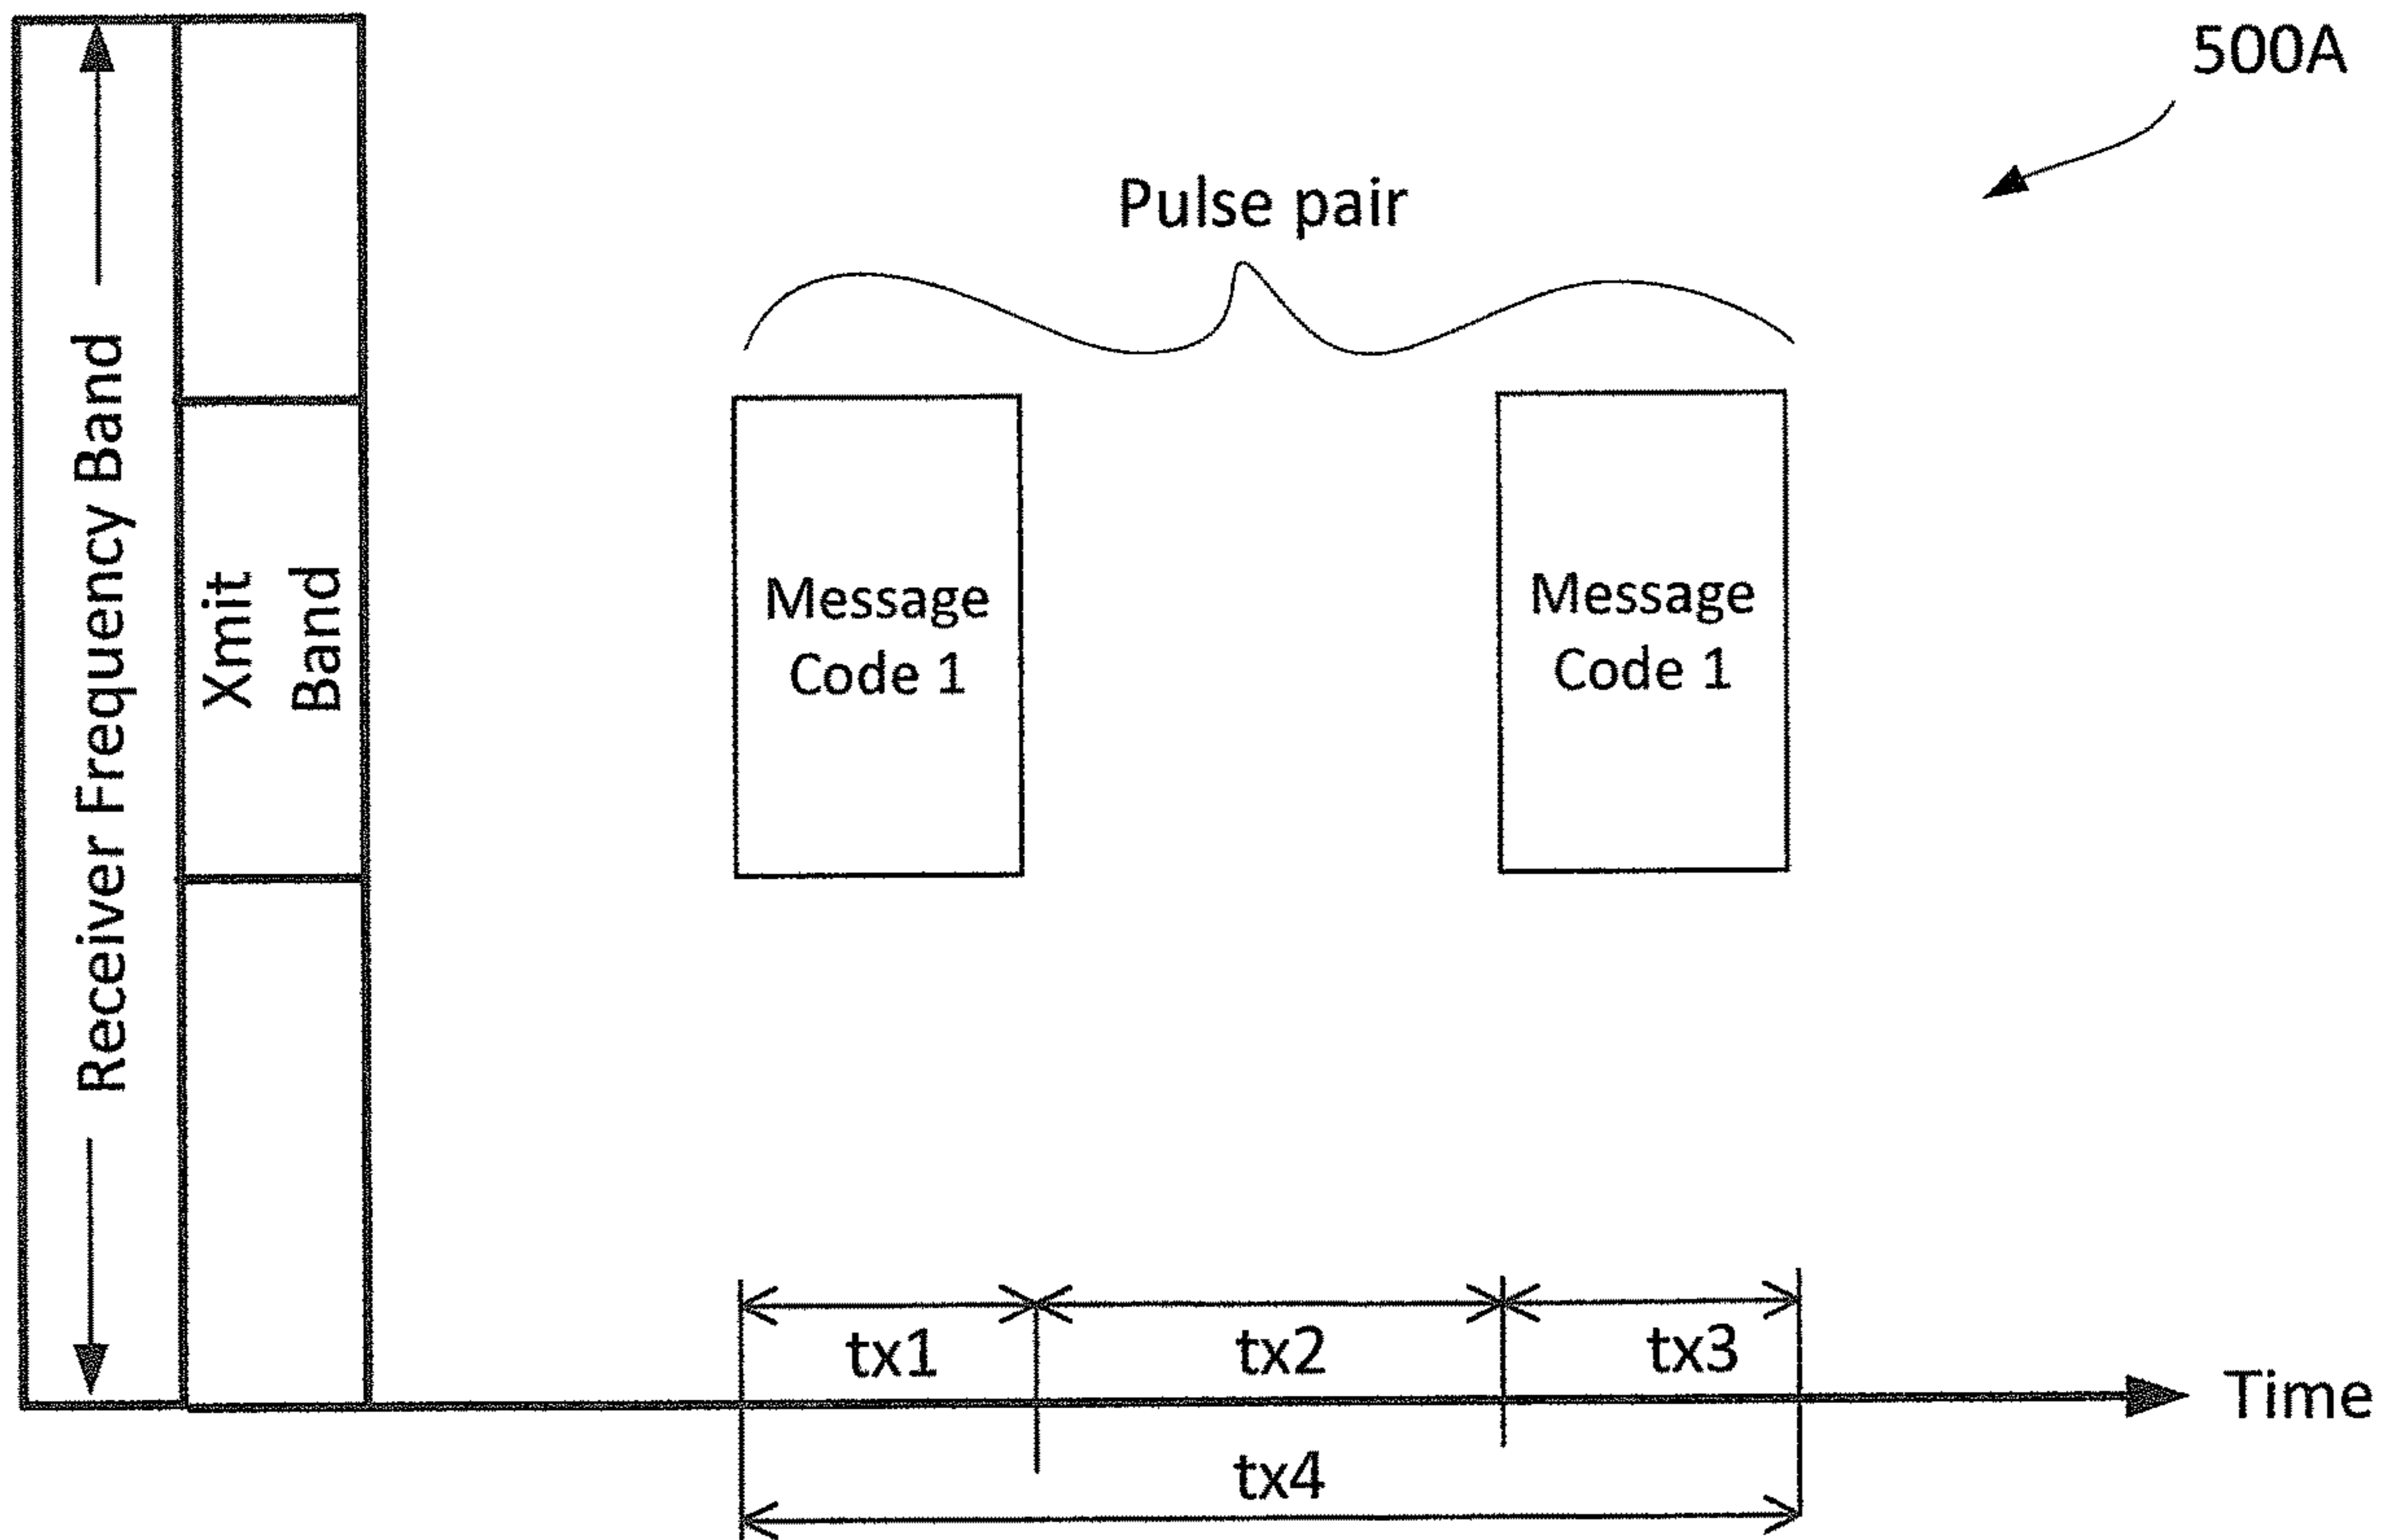 500A
Pulse pair
Receiver Frequency Band
Xmit
Band
Message
Code 1
Message
Code 1
tx1
tx2
tx3
Time
tx4